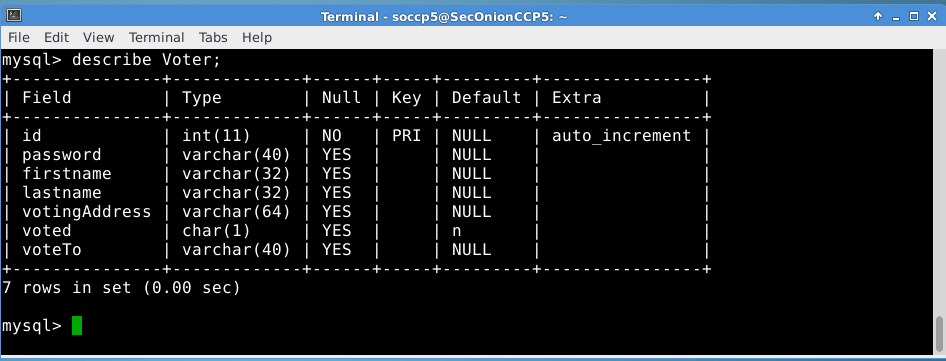 Terminal - soccp5@SecOnionCCP5: ~
File Edit View Terminal Tabs Help
mysql> describe Voter;
+---------------+-------------+------+-----+---------+----------------+
| Field         | Type        | Null | Key | Default | Extra          |
+---------------+-------------+------+-----+---------+----------------+
| id            | int(11)     | NO   | PRI | NULL    | auto_increment |
| password      | varchar(40) | YES  |     | NULL    |                |
| firstname     | varchar(32) | YES  |     | NULL    |                |
| lastname      | varchar(32) | YES  |     | NULL    |                |
| votingAddress | varchar(64) | YES  |     | NULL    |                |
| voted         | char(1)     | YES  |     | n       |                |
| voteTo        | varchar(40) | YES  |     | NULL    |                |
+---------------+-------------+------+-----+---------+----------------+
7 rows in set (0.00 sec)
mysql>